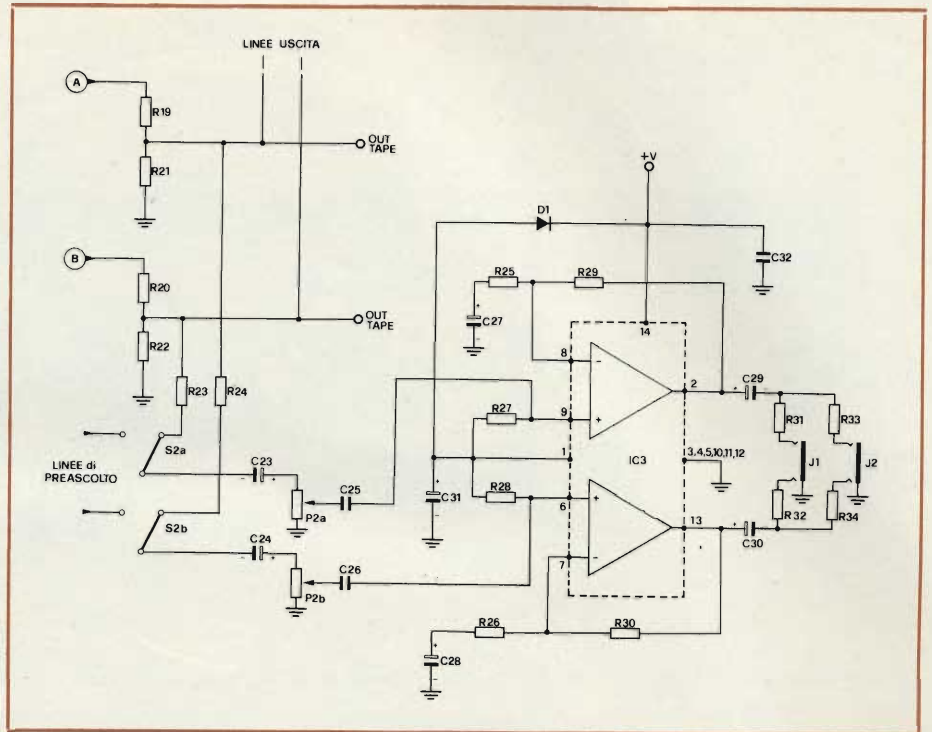 LINEE USCITA
A
R19
OUT
TAPE
R21
+V
D1
C32
B
R25
R29
R20
C27
OUT
TAPE
14
R22
8
-
2
C29
R23
R24
R31
R33
R27
9
+
LINEE di
PREASCOLTO
S2a
1
IC3
3,4,5,10,11,12
J1
J2
C23
C31
R28
6
+
P2a
C25
13
R32
R34
S2b
C30
C24
7
-
P2b
C26
R26
R30
C28